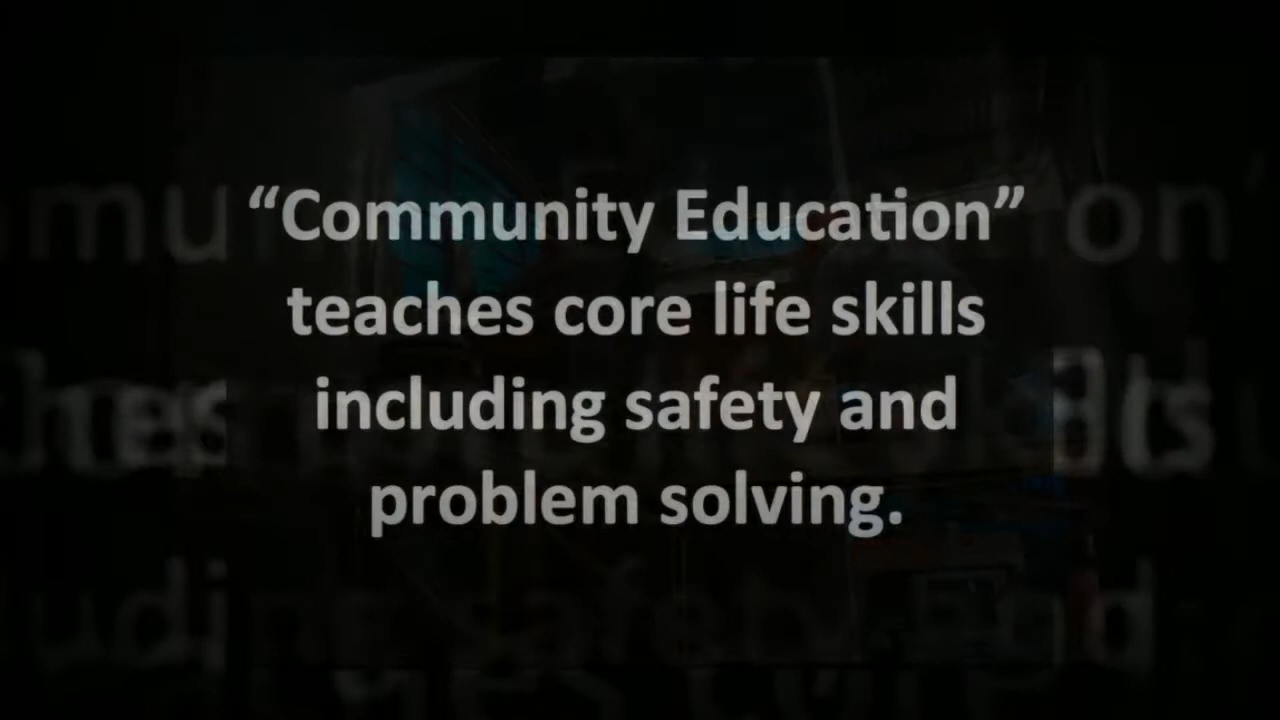 “Community Education”
teaches core life skills
including safety and
problem solving.